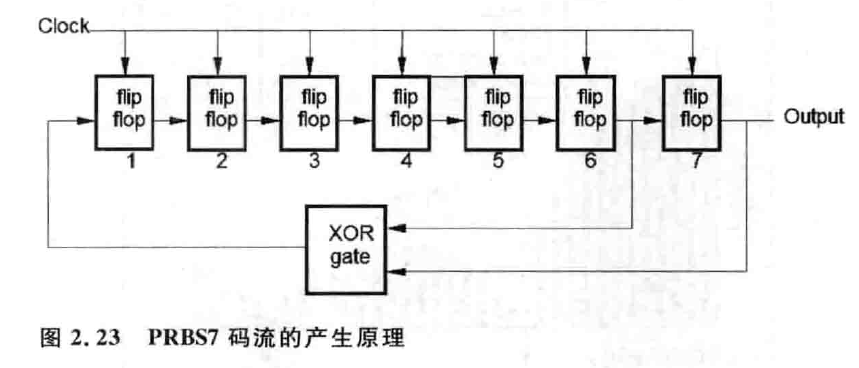 Clock
flip flip flip flip flip flip flip
flop flop flop flop flop flop flop
Output
1 2 3 4 5 6 7
XOR
gate
图 2.23 PRBS7 码流的产生原理